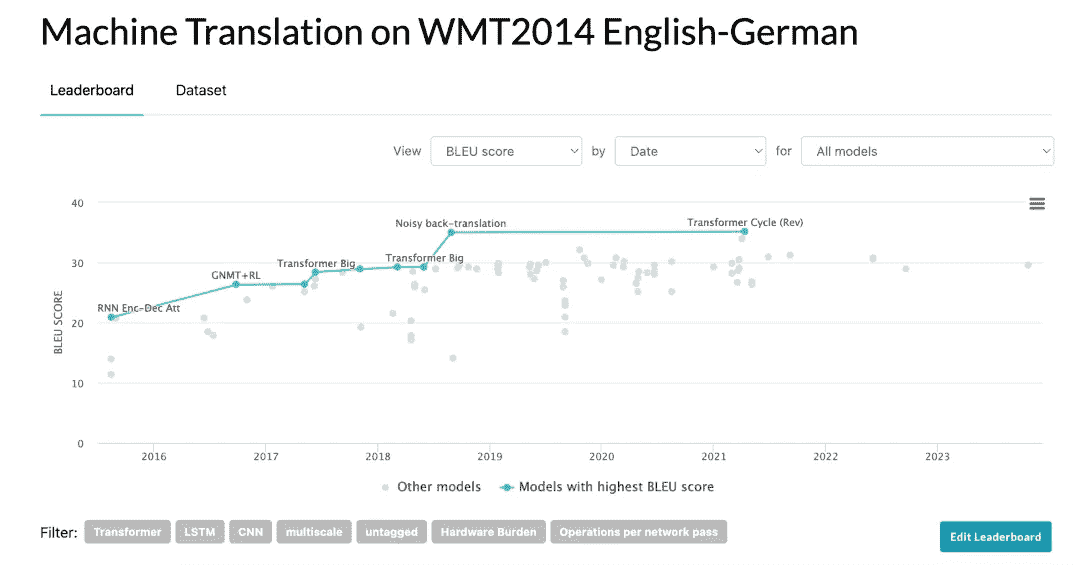 Machine Translation on WMT2014 English-German
Leaderboard Dataset
View BLEU score by Date for All models
40
Noisy back-translation Transformer Cycle (Rev)
30
Transformer Big Transformer Big
GNMT+RL
RNN Enc-Dec Att
20
10
0
BLEU SCORE
2016 2017 2018 2019 2020 2021 2022 2023
Other models Models with highest BLEU score
Filter: Transformer LSTM CNN multiscale untagged Hardware Burden Operations per network pass
Edit Leaderboard